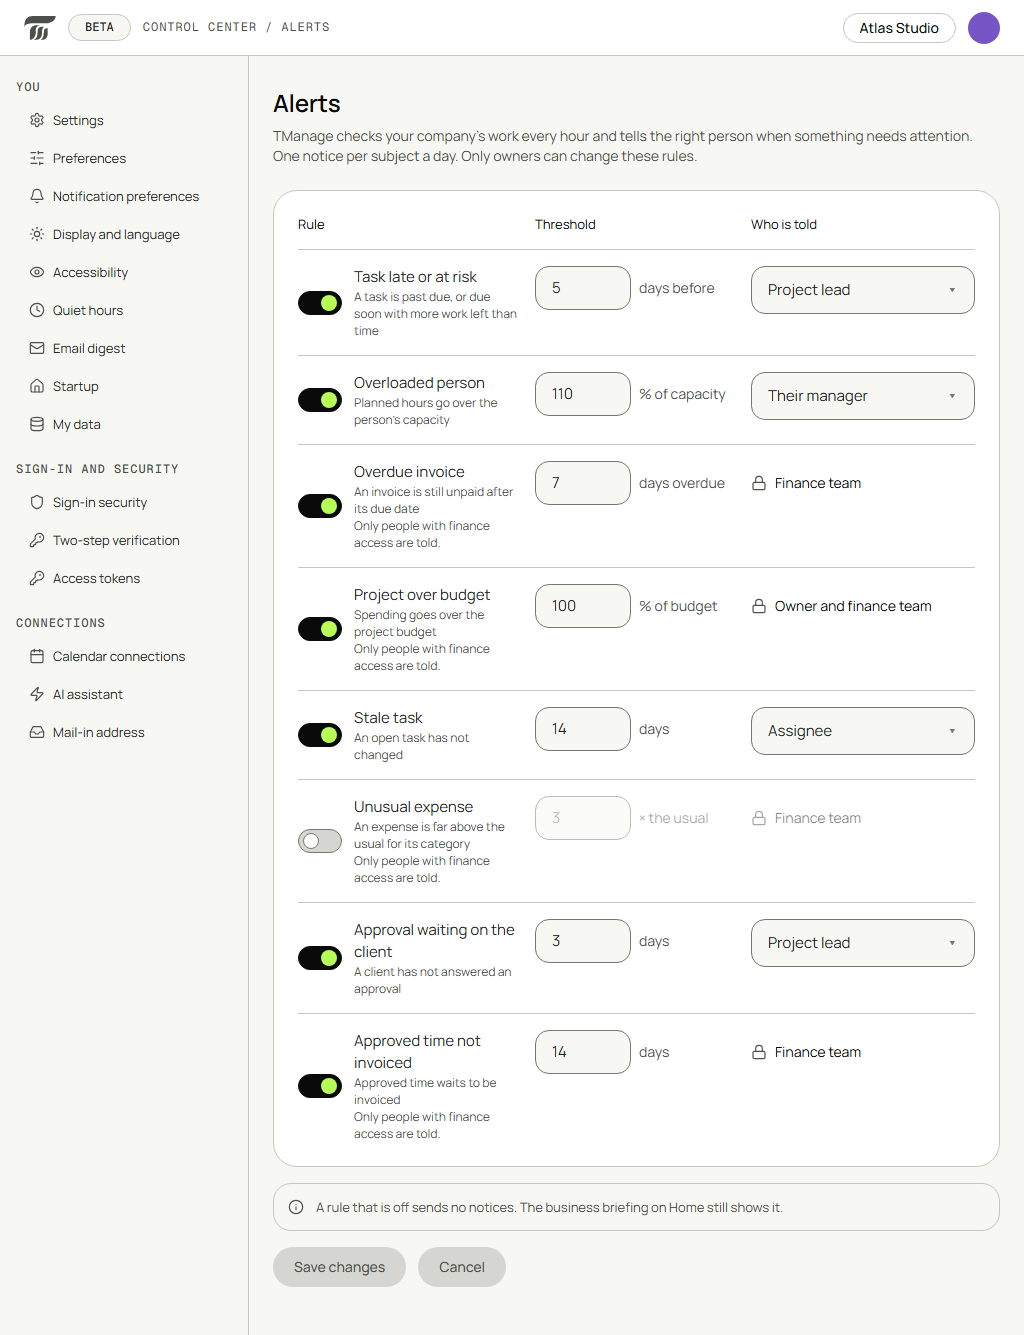 BETA
CONTROL CENTER / ALERTS
Atlas Studio
YOU
Settings
Preferences
Notification preferences
Display and language
Accessibility
Quiet hours
Email digest
Startup
My data
SIGN-IN AND SECURITY
Sign-in security
Two-step verification
Access tokens
CONNECTIONS
Calendar connections
AI assistant
Mail-in address
Alerts
TManage checks your company's work every hour and tells the right person when something needs attention.
One notice per subject a day. Only owners can change these rules.
Rule
Threshold
Who is told
Task late or at risk
A task is past due, or due
soon with more work left than
time
5
days before
Project lead
Overloaded person
Planned hours go over the
person's capacity
110
% of capacity
Their manager
Overdue invoice
An invoice is still unpaid after
its due date
Only people with finance
access are told.
7
days overdue
Finance team
Project over budget
Spending goes over the
project budget
Only people with finance
access are told.
100
% of budget
Owner and finance team
Stale task
An open task has not
changed
14
days
Assignee
Unusual expense
An expense is far above the
usual for its category
Only people with finance
access are told.
3
× the usual
Finance team
Approval waiting on the
client
A client has not answered an
approval
3
days
Project lead
Approved time not
invoiced
Approved time waits to be
invoiced
Only people with finance
access are told.
14
days
Finance team
A rule that is off sends no notices. The business briefing on Home still shows it.
Save changes
Cancel